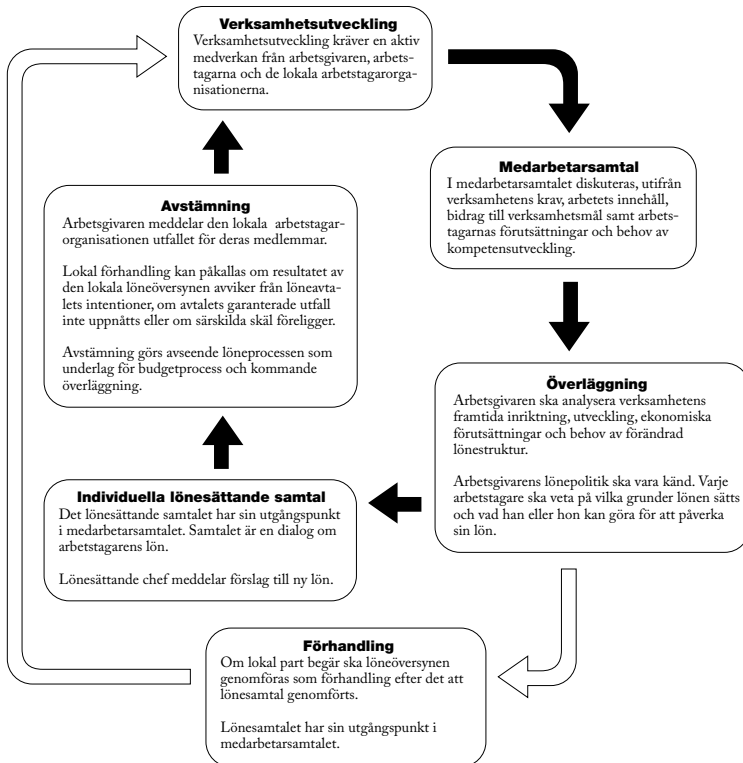 Verksamhetsutveckling
Verksamhetsutveckling kräver en aktiv
medverkan från arbetsgivaren, arbets-
tagarna och de lokala arbetstagarorga-
nisationerna.
Medarbetarsamtal
I medarbetarsamtalet diskuteras, utifrån
verksamhetens krav, arbetets innehåll,
bidrag till verksamhetsmål samt arbets-
tagarnas förutsättningar och behov av
kompetensutveckling.
Överläggning
Arbetsgivaren ska analysera verksamhetens
framtida inriktning, utveckling, ekonomiska
förutsättningar och behov av förändrad
lönestruktur.
Arbetsgivarens lönepolitik ska vara känd. Varje
arbetstagare ska veta på vilka grunder lönen sätts
och vad han eller hon kan göra för att påverka
sin lön.
Individuella lönesättande samtal
Det lönesättande samtalet har sin utgångspunkt
i medarbetarsamtalet. Samtalet är en dialog om
arbetstagarens lön.
Lönesättande chef meddelar förslag till ny lön.
Avstämning
Arbetsgivaren meddelar den lokala arbetstagar-
organisationen utfallet för deras medlemmar.
Lokal förhandling kan påkallas om resultatet av
den lokala löneöversynen avviker från löneavta-
lets intentioner, om avtalets garanterade utfall
inte uppnåtts eller om särskilda skäl föreligger.
Avstämning görs avseende löneprocessen som
underlag för budgetprocess och kommande
överläggning.
Förhandling
Om lokal part begär ska löneöversynen
genomföras som förhandling efter det att
lönesamtal genomförts.
Lönesamtalet har sin utgångspunkt i
medarbetarsamtalet.